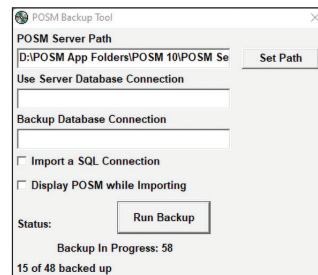 POSM Backup Tool
POSM Server Path
D:\POSM App Folders\POSM 10\POSM Se
Set Path
Use Server Database Connection
Backup Database Connection
Import a SQL Connection
Display POSM while Importing
Run Backup
Status:
Backup In Progress: 58
15 of 48 backed up